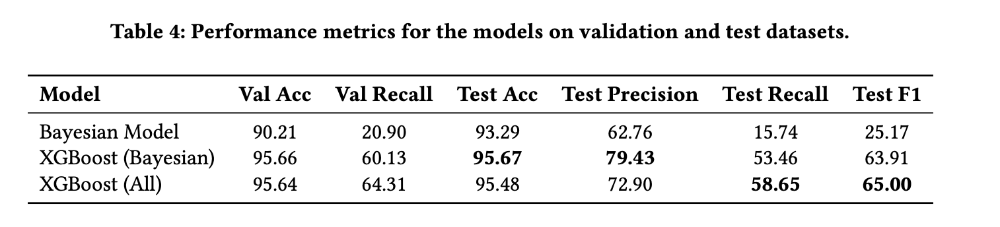 Table 4: Performance metrics for the models on validation and test datasets.
Model Val Acc Val Recall Test Acc Test Precision Test Recall Test F1
Bayesian Model 90.21 20.90 93.29 62.76 15.74 25.17
XGBoost (Bayesian) 95.66 60.13 95.67 79.43 53.46 63.91
XGBoost (All) 95.64 64.31 95.48 72.90 58.65 65.00